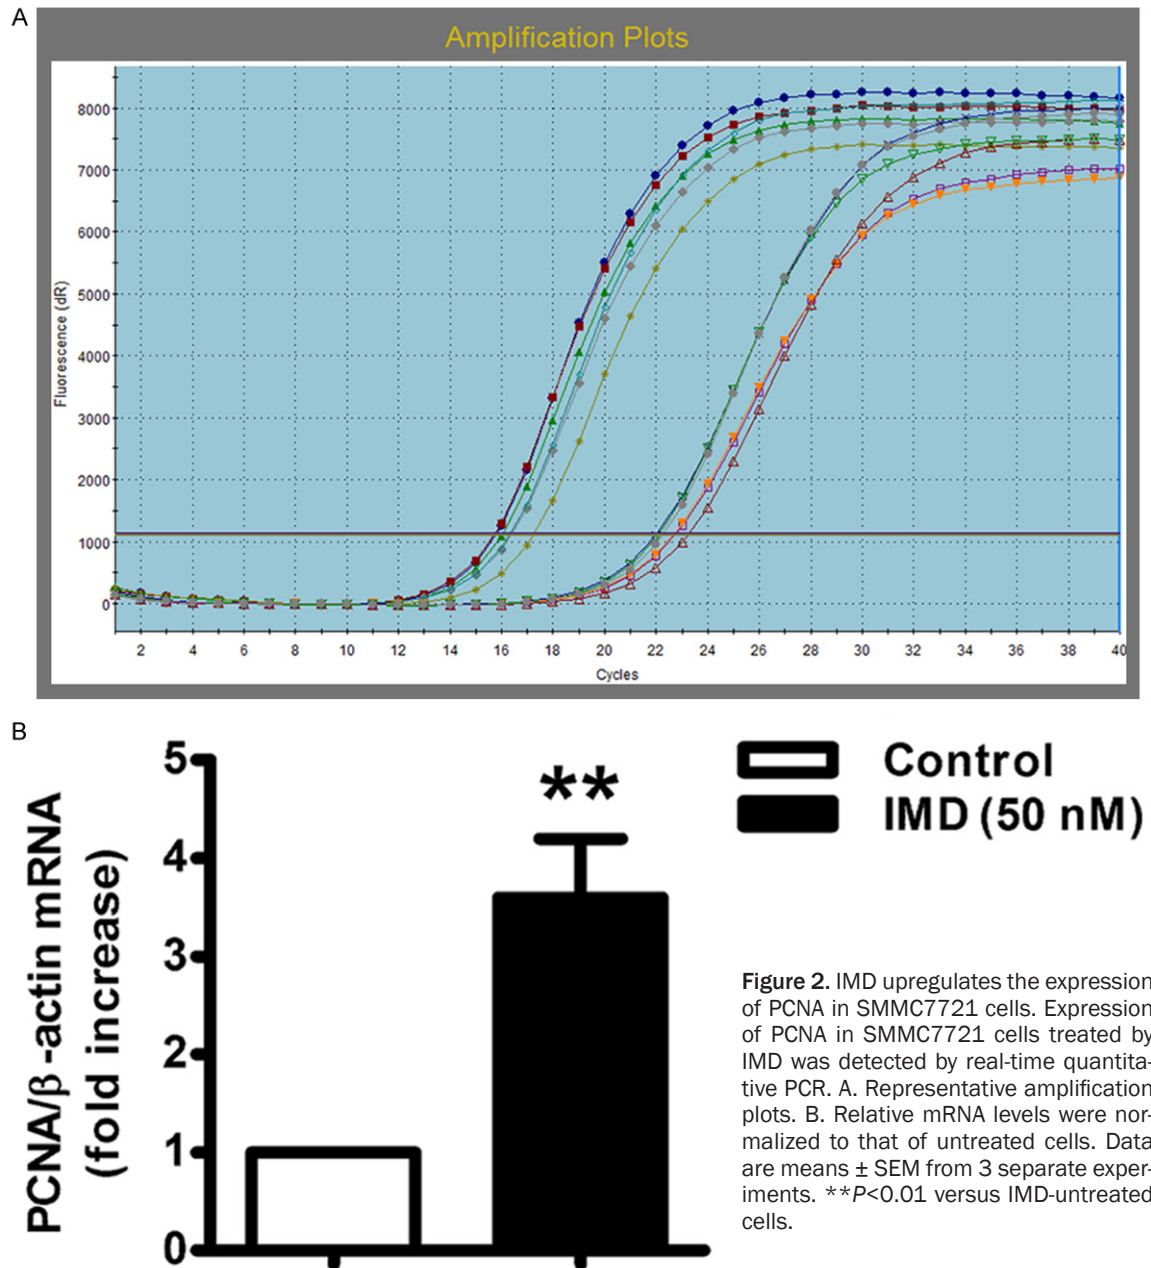 A
Amplification Plots
8000
7000
6000
5000
4000
3000
2000
1000
0
Fluorescence (dR)
2 4 6 8 10 12 14 16 18 20 22 24 26 28 30 32 34 36 38 40
Cycles
B
PCNA/β-actin mRNA
(fold increase)
5
4
3
2
1
0
**
Control
IMD (50 nM)
Figure 2. IMD upregulates the expression
of PCNA in SMMC7721 cells. Expression
of PCNA in SMMC7721 cells treated by
IMD was detected by real-time quantita-
tive PCR. A. Representative amplification
plots. B. Relative mRNA levels were nor-
malized to that of untreated cells. Data
are means ± SEM from 3 separate exper-
iments. **P<0.01 versus IMD-untreated
cells.